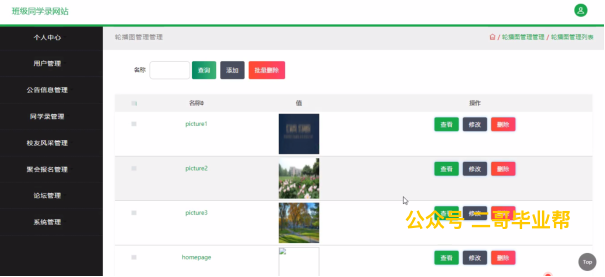 班级同学录网站
个人中心
用户管理
公告信息管理
同学录管理
校友风采管理
聚会报名管理
论坛管理
系统管理
轮播图管理管理
/ 轮播图管理管理 / 轮播图管理列表
名称 查询 添加 批量删除
名称 值 操作
picture1 查看 修改 删除
picture2 查看 修改 删除
picture3 查看 修改 删除
公众号 二哥毕业帮
homepage 查看 修改 删除
Top